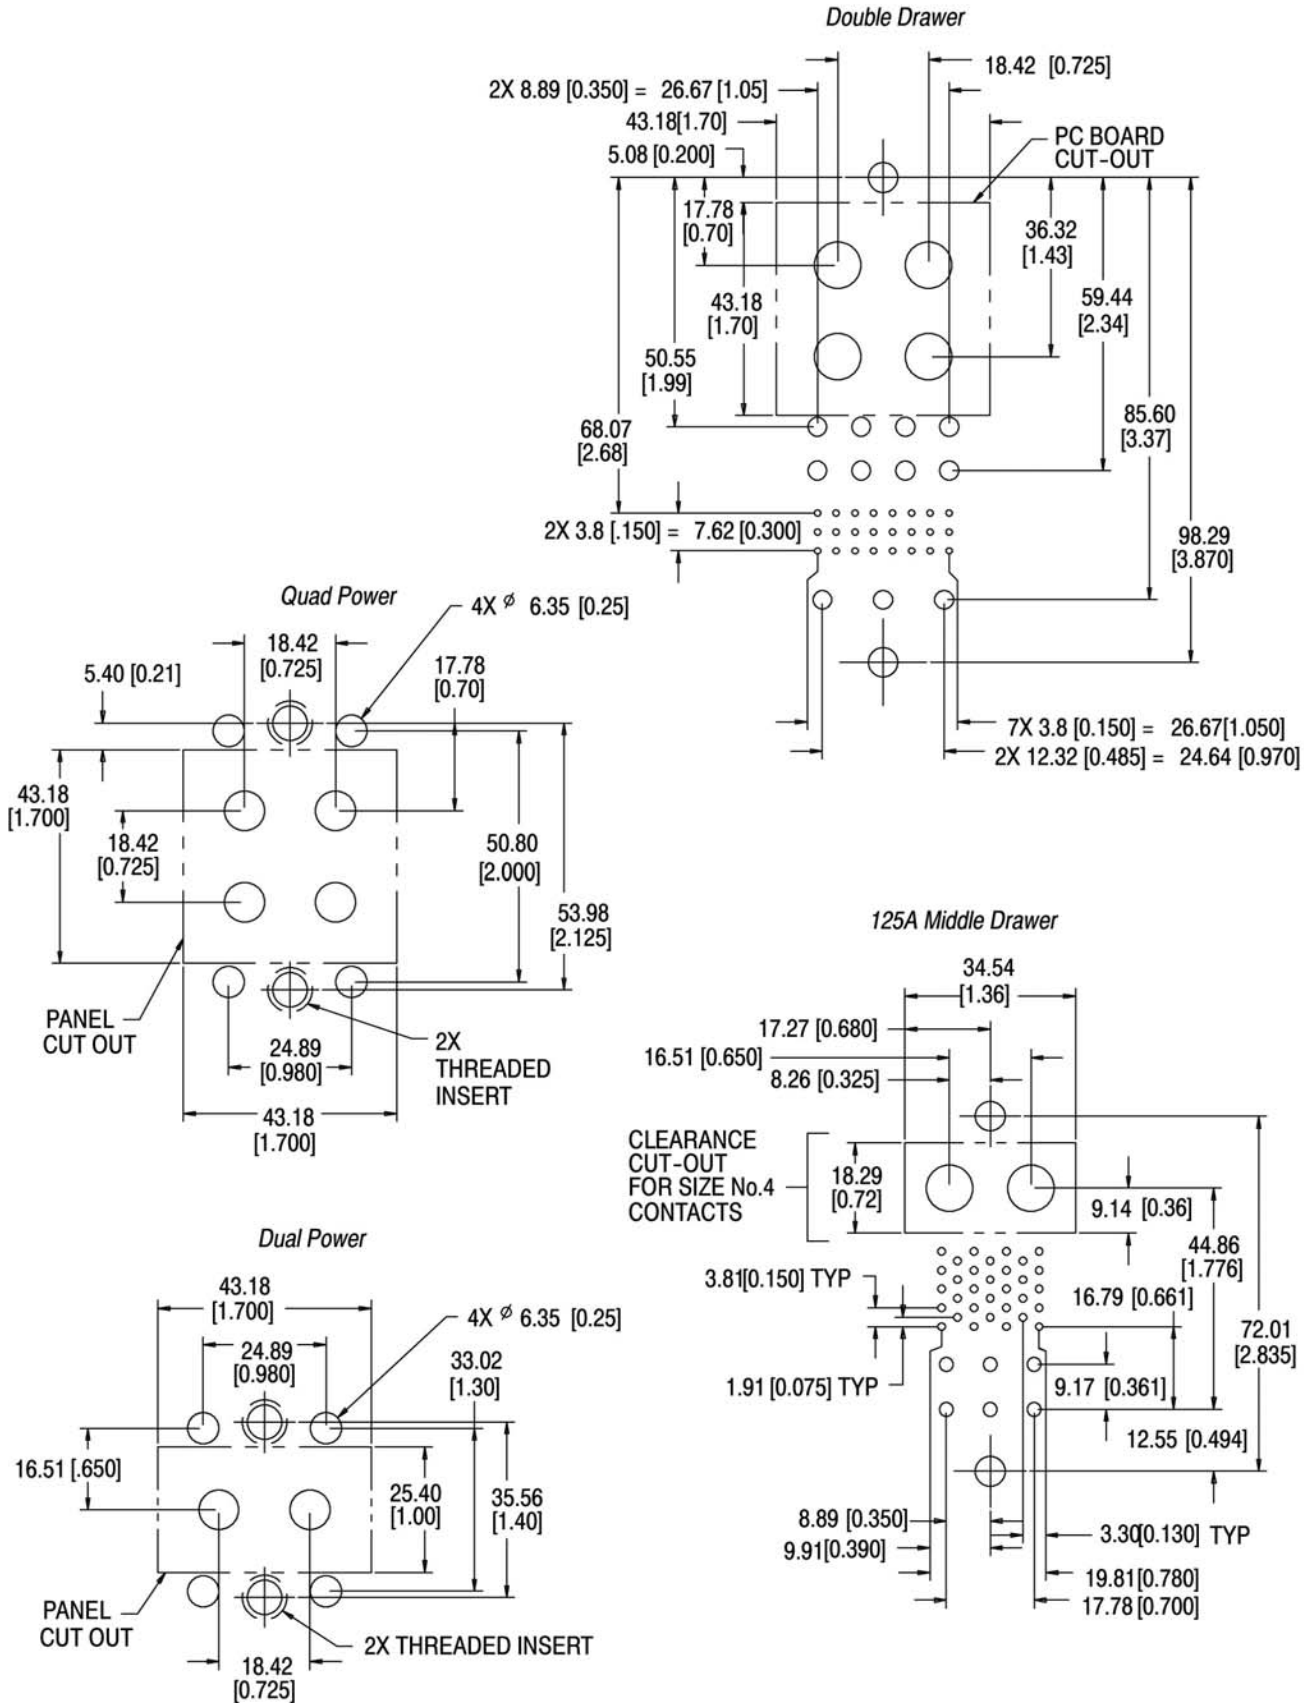 Double Drawer
18.42 [0.725]
2X 8.89 [0.350] = 26.67 [1.05]
43.18[1.70]
5.08 [0.200]
PC BOARD
CUT-OUT
17.78
[0.70]
36.32
[1.43]
43.18
[1.70]
59.44
[2.34]
50.55
[1.99]
85.60
[3.37]
68.07
[2.68]
2X 3.8 [.150] = 7.62 [0.300]
98.29
[3.870]
7X 3.8 [0.150] = 26.67[1.050]
2X 12.32 [0.485] = 24.64 [0.970]
Quad Power
4X ⌀ 6.35 [0.25]
18.42
[0.725]
5.40 [0.21]
17.78
[0.70]
43.18
[1.700]
18.42
[0.725]
50.80
[2.000]
53.98
[2.125]
PANEL
CUT OUT
24.89
[0.980]
2X
THREADED
INSERT
43.18
[1.700]
125A Middle Drawer
34.54
[1.36]
17.27 [0.680]
16.51 [0.650]
8.26 [0.325]
CLEARANCE
CUT-OUT
FOR SIZE No.4
CONTACTS
18.29
[0.72]
9.14 [0.36]
44.86
[1.776]
3.81[0.150] TYP
16.79 [0.661]
72.01
[2.835]
1.91 [0.075] TYP
9.17 [0.361]
12.55 [0.494]
8.89 [0.350]
9.91[0.390]
3.30[0.130] TYP
19.81 [0.780]
17.78 [0.700]
Dual Power
43.18
[1.700]
4X ⌀ 6.35 [0.25]
24.89
[0.980]
33.02
[1.30]
16.51 [.650]
25.40
[1.00]
35.56
[1.40]
PANEL
CUT OUT
2X THREADED INSERT
18.42
[0.725]